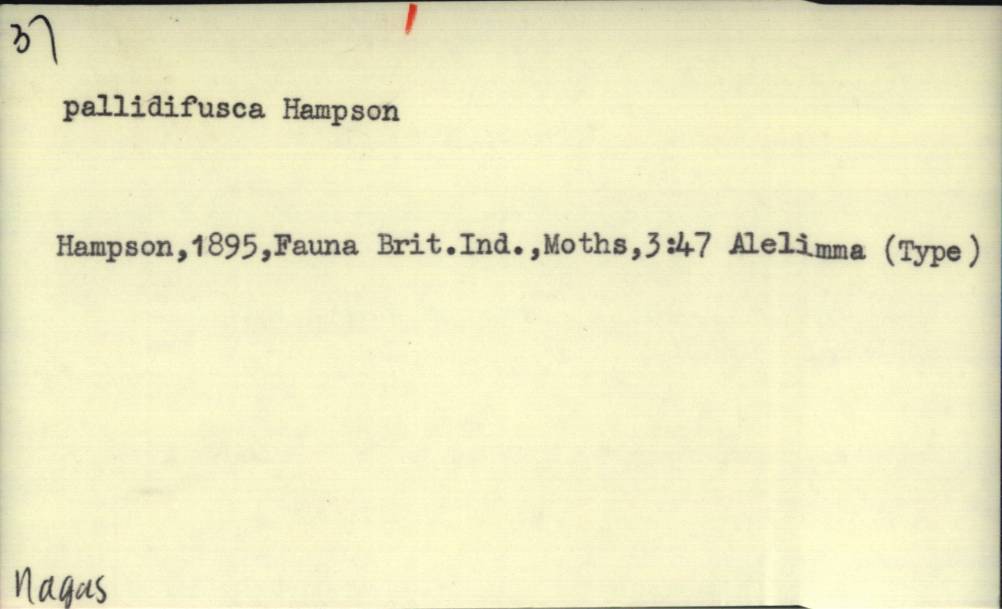 37
pallidifusca Hampson
Hampson,1895,Fauna Brit.Ind.,Moths,3:47 Alelimma (Type)
Nagas